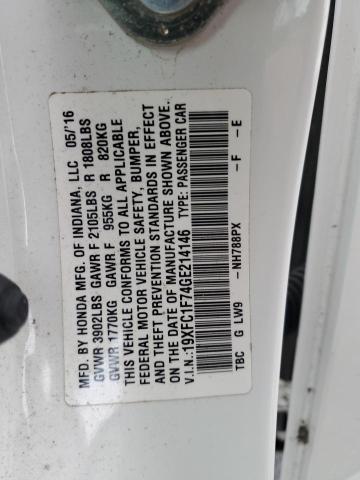 MFD. BY HONDA MFG. OF INDIANA, LLC 05/'16
GVWR 3902LBS GAWR F 2105LBS R 1808LBS
GVWR 1770KG GAWR F 955KG R 820KG
THIS VEHICLE CONFORMS TO ALL APPLICABLE
FEDERAL MOTOR VEHICLE SAFETY, BUMPER,
AND THEFT PREVENTION STANDARDS IN EFFECT
ON THE DATE OF MANUFACTURE SHOWN ABOVE.
V.I.N.: 19XFC1F74GE214146 TYPE: PASSENGER CAR
-NH788PX -F -E
TBC G LW9